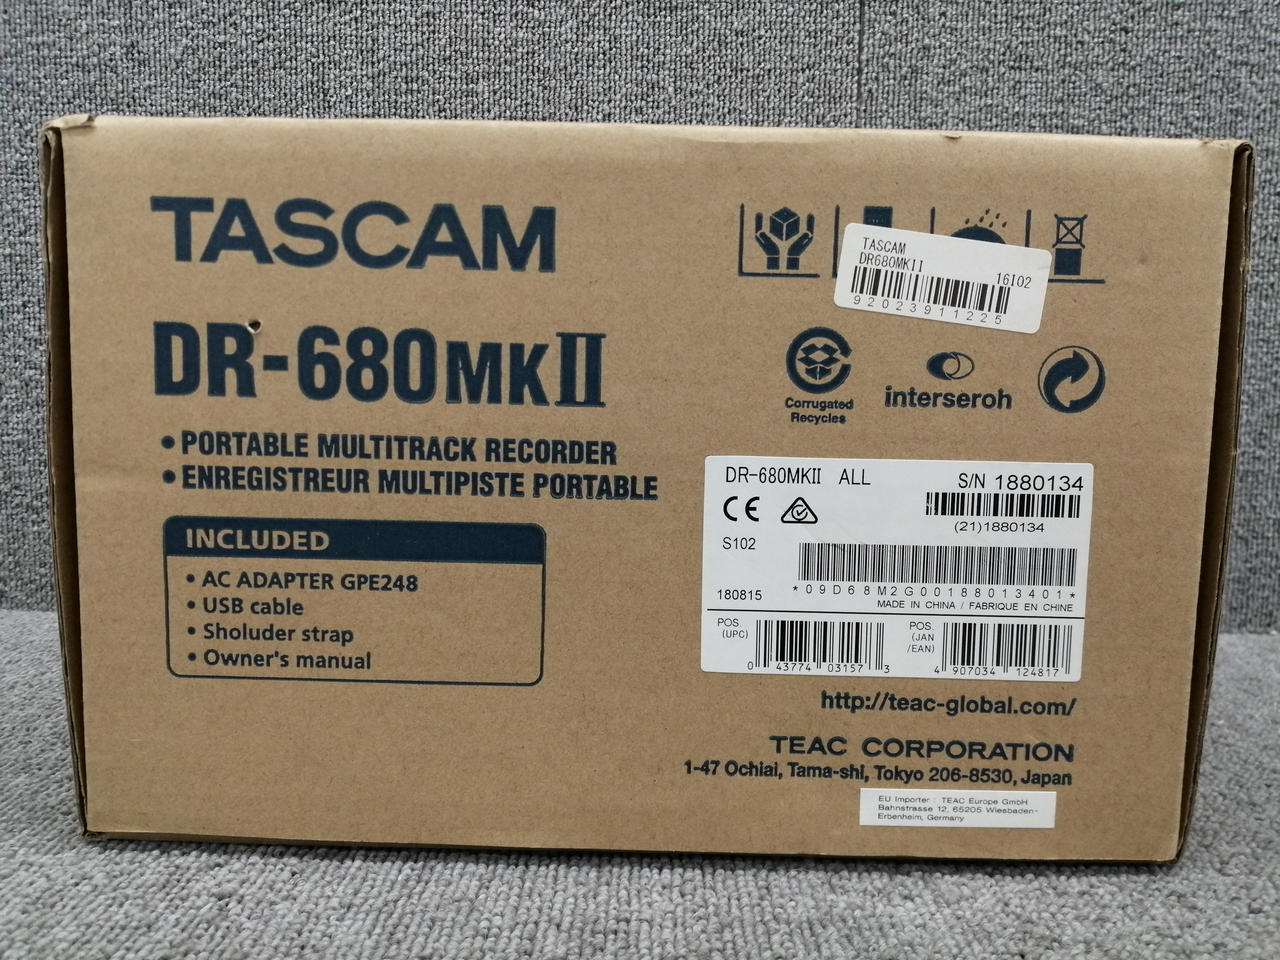 TASCAM
DR-680MKII
• PORTABLE MULTITRACK RECORDER
• ENREGISTREUR MULTIPISTE PORTABLE
INCLUDED
• AC ADAPTER GPE248
• USB cable
• Sholuder strap
• Owner's manual
TASCAM
DR680MKII
16I02
92023911225
Corrugated
Recycles
interseroh
DR-680MKII ALL
S/N 1880134
CE
(21)1880134
S102
180815
*09D68M2G00188013401*
MADE IN CHINA / FABRIQUE EN CHINE
POS.
(UPC)
0 43774 03157 3
POS.
(JAN
/EAN)
4 907034 124817
http://teac-global.com/
TEAC CORPORATION
1-47 Ochiai, Tama-shi, Tokyo 206-8530, Japan
EU Importer : TEAC Europe GmbH
Bahnstrasse 12, 65205 Wiesbaden-
Erbenheim, Germany